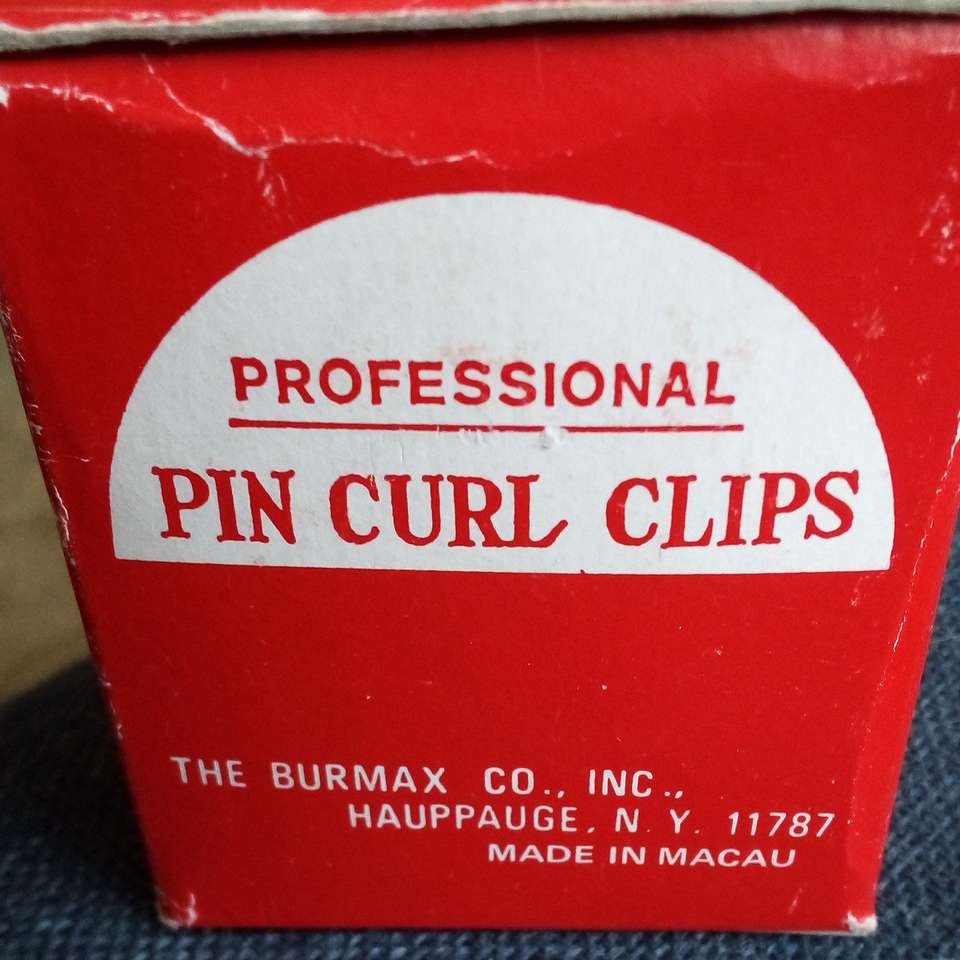 PROFESSIONAL
PIN CURL CLIPS
THE BURMAX CO., INC.,
HAUPPAUGE, N. Y. 11787
MADE IN MACAU